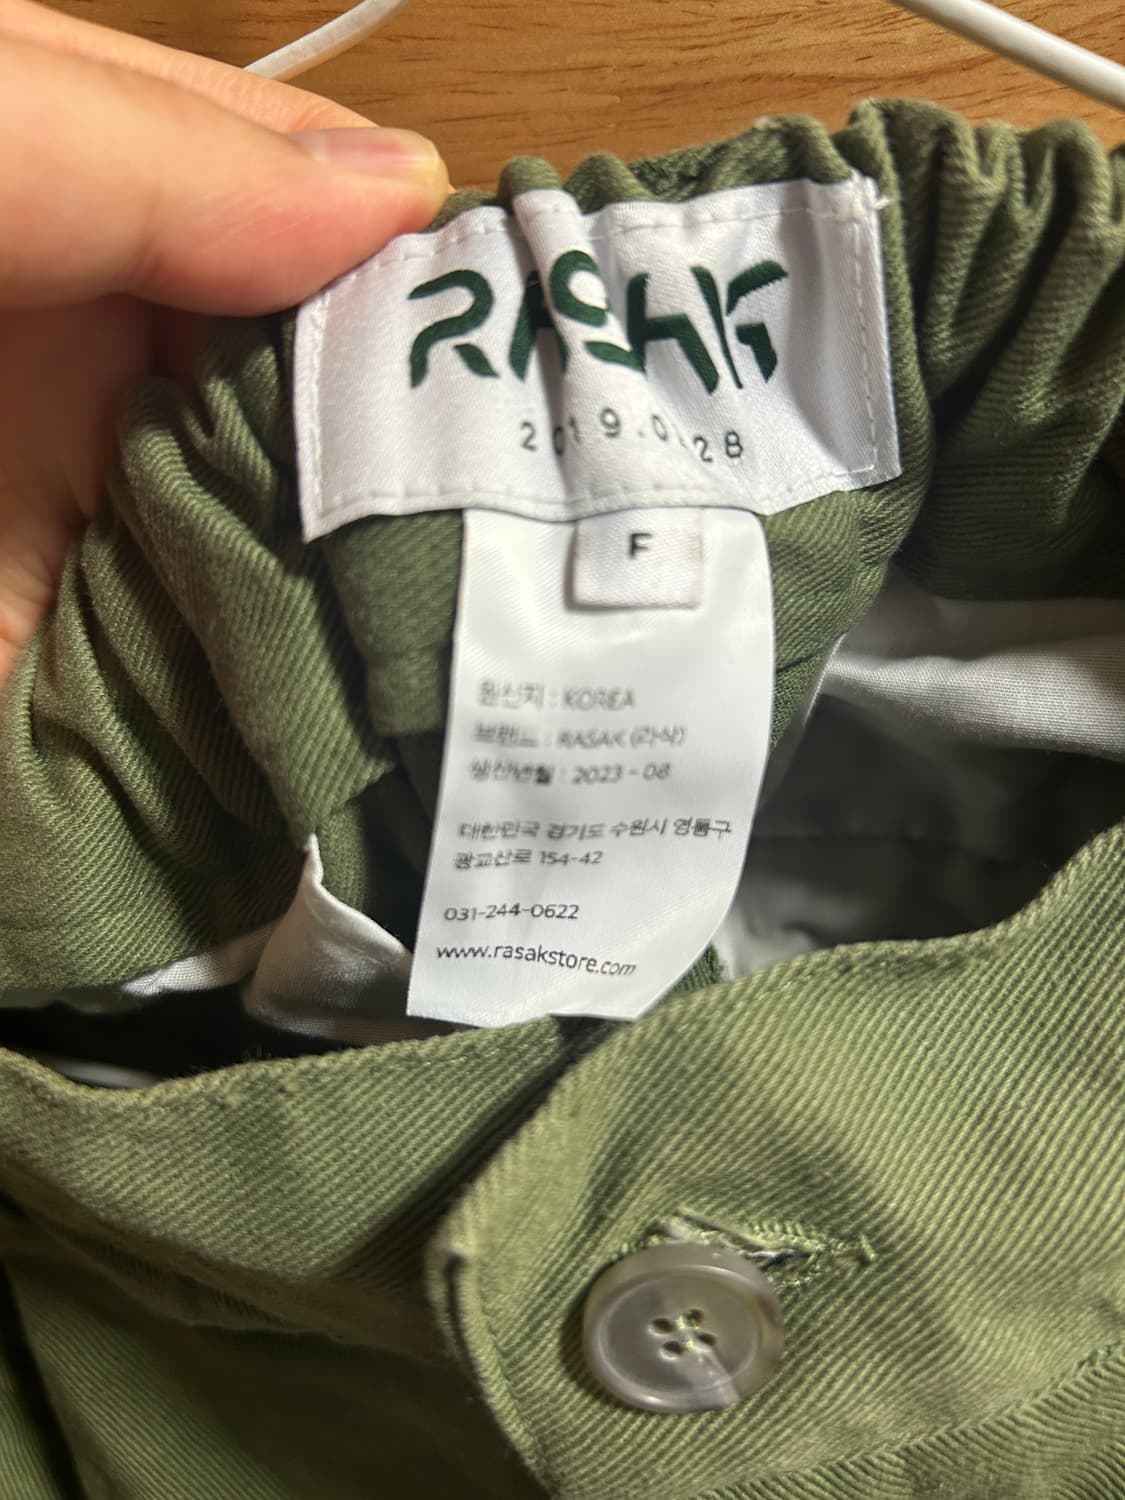 RASAK
28
F
원산지 : KOREA
브랜드 : RASAK (라삭)
생산년월 : 2023 - 08
대한민국 경기도 수원시 영통구
광교산로 154-42
031-244-0622
www.rasakstore.com